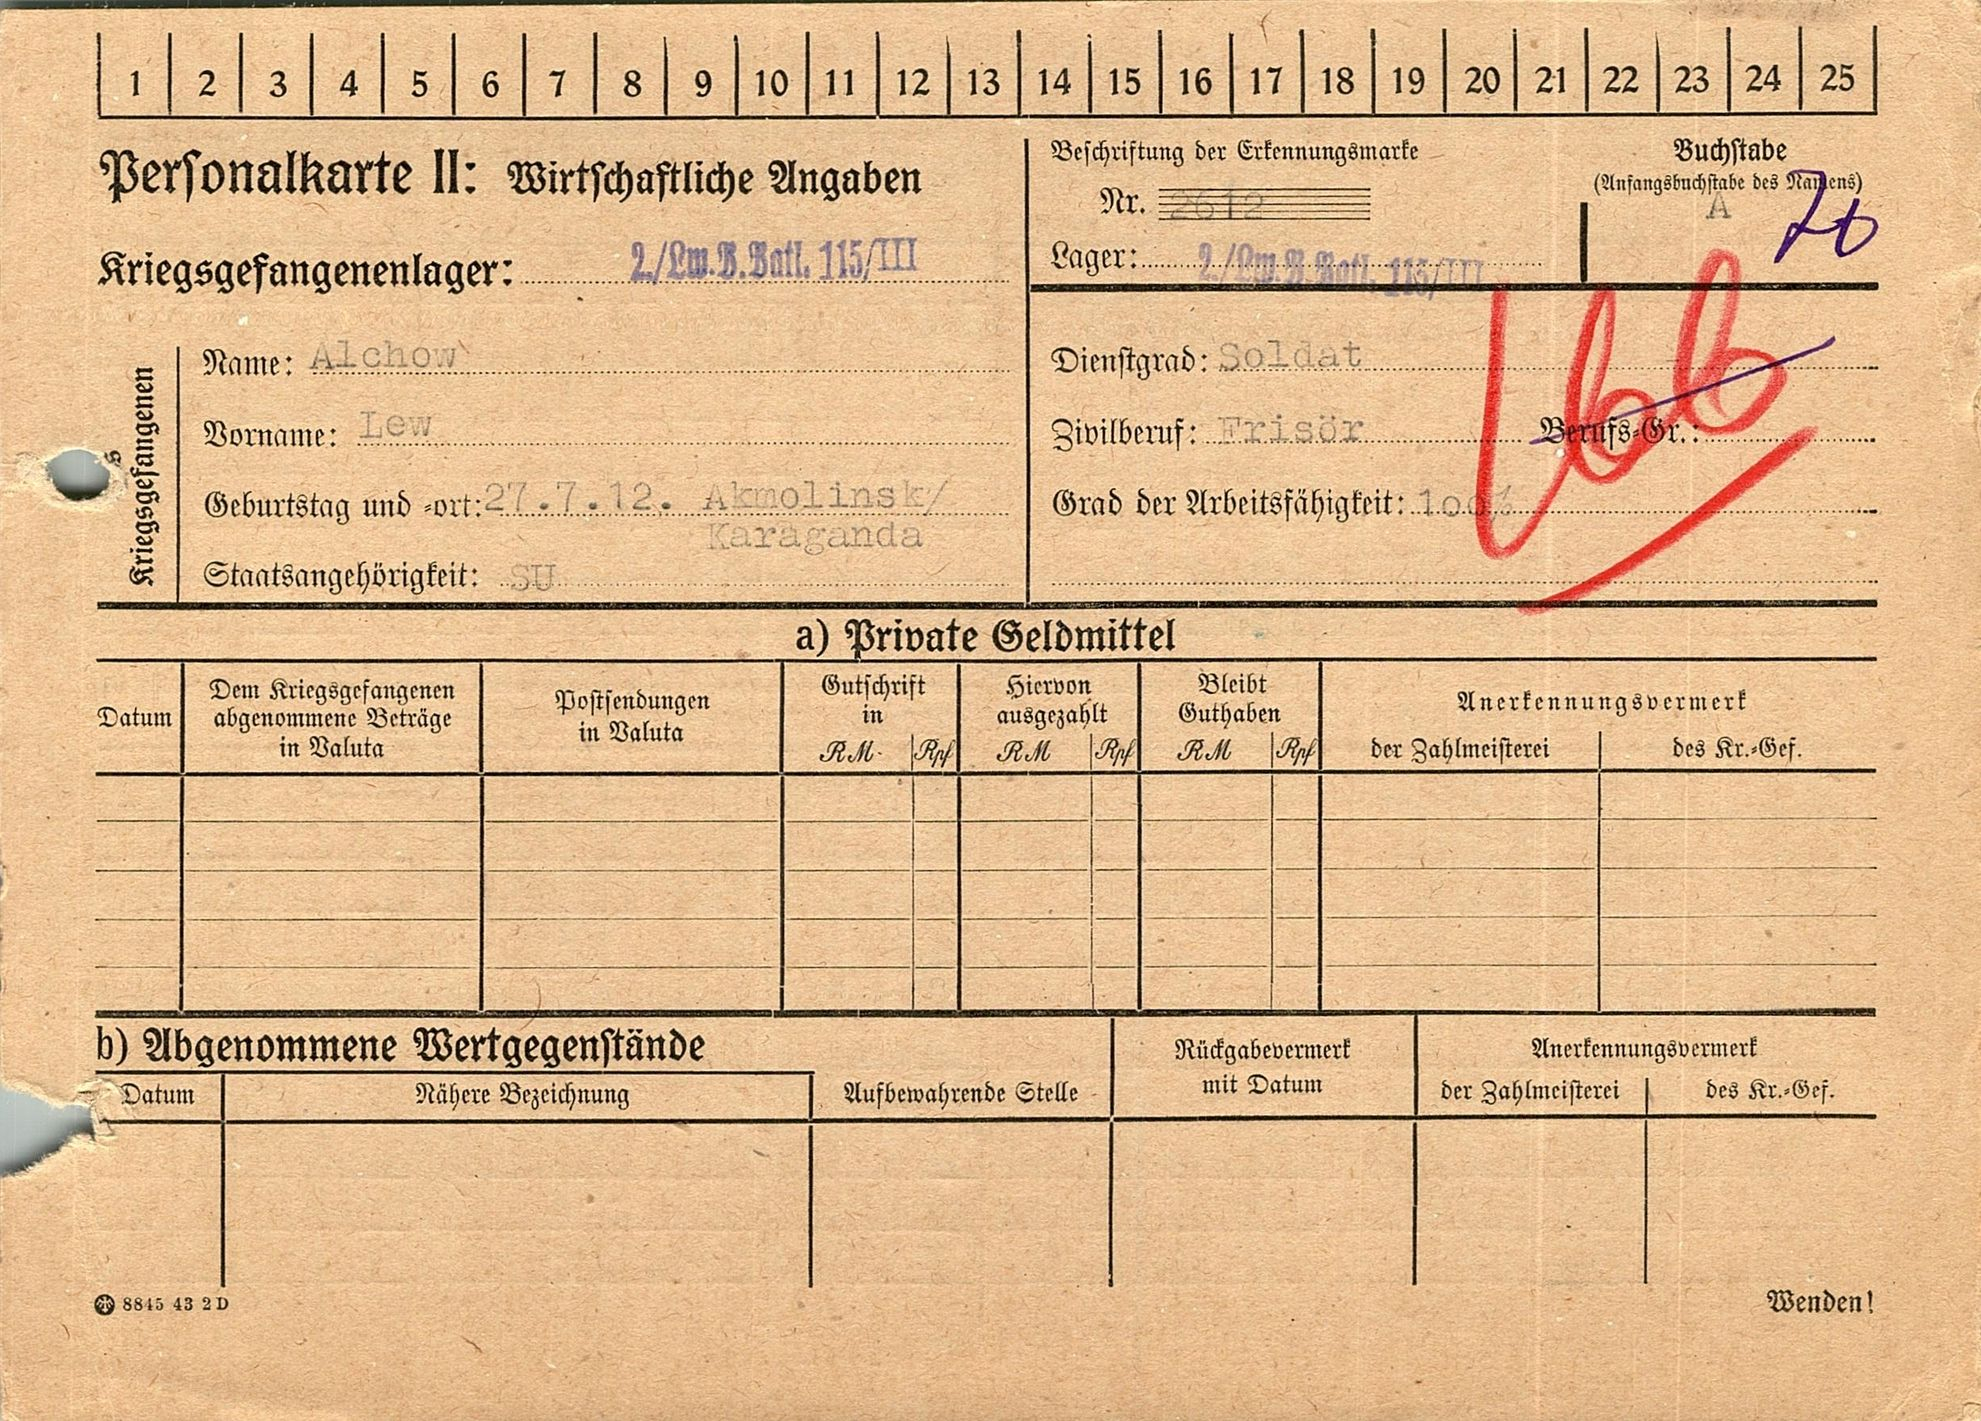 1 2 3 4 5 6 7 8 9 10 11 12 13 14 15 16 17 18 19 20 21 22 23 24 25
Personalkarte II: Wirtschaftliche Angaben
Kriegsgefangenenlager: 2./Lw.B.Batl. 115/III
Beschriftung der Erkennungsmarke
Nr. 2612
Lager: 2./Lw.B.Batl. 115/III
Buchstabe
(Anfangsbuchstabe des Namens)
A
Kriegsgefangenen
Name: Alchow
Vorname: Lew
Geburtstag und -ort: 27.7.12. Akmolinsk/
Karaganda
Staatsangehörigkeit: SU
Dienstgrad: Soldat
Zivilberuf: Frisör Berufs-Gr.:
Grad der Arbeitsfähigkeit: 100%
a) Private Geldmittel
Datum
Dem Kriegsgefangenen
abgenommene Beträge
in Valuta
Postsendungen
in Valuta
Gutschrift
in
RM Rpf
Hiervon
ausgezahlt
RM Rpf
Bleibt
Guthaben
RM Rpf
Anerkennungsvermerk
der Zahlmeisterei des Kr.-Gef.
b) Abgenommene Wertgegenstände
Datum
Nähere Bezeichnung
Aufbewahrende Stelle
Rückgabevermerk
mit Datum
Anerkennungsvermerk
der Zahlmeisterei des Kr.-Gef.
8845 43 2 D
Wenden!